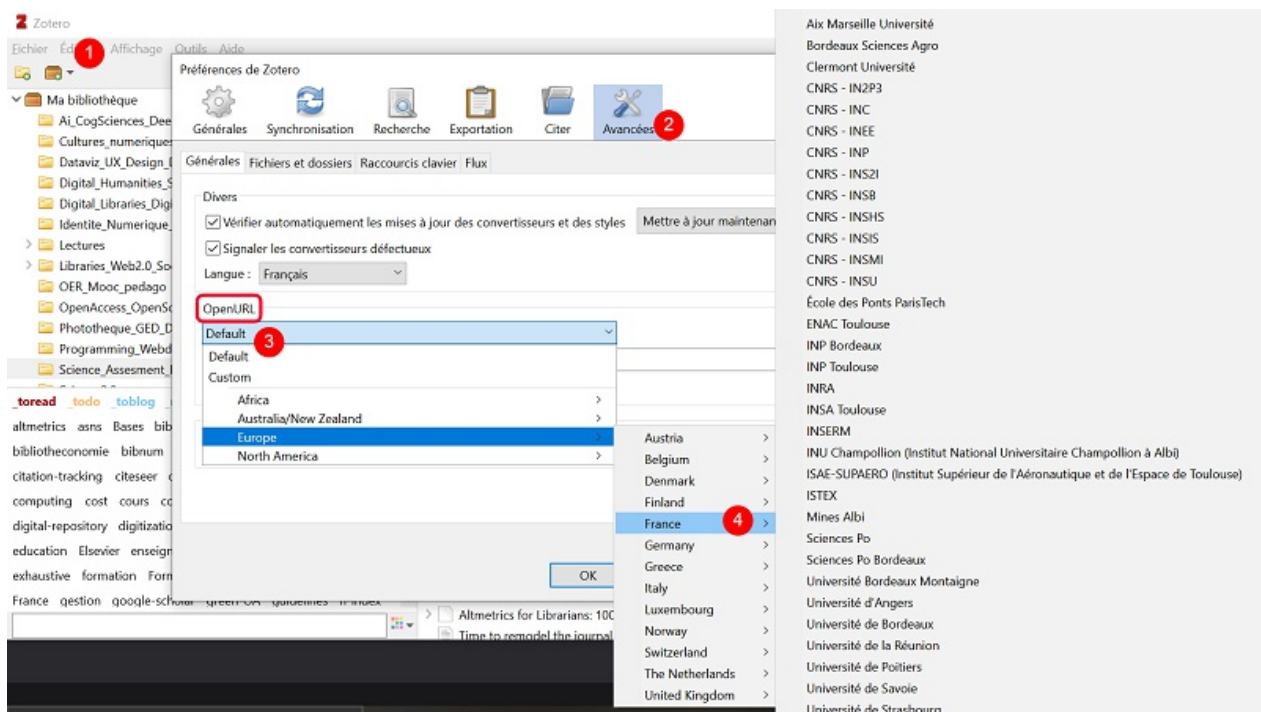 Zotero
Fichier Éd 1 Affichage Outils Aide
Ma bibliothèque
Ai_CogSciences_Dee
Cultures_numeriques
Dataviz_UX_Design_
Digital_Humanities_S
Digital_Libraries_Digi
Identite_Numerique_
Lectures
Libraries_Web2.0_So
OER_Mooc_pedago
OpenAccess_OpenSc
Phototheque_GED_D
Programming_Webd
Science_Assesment_
_toread _todo _toblog
altmetrics asns Bases bib
bibliotheconomie bibnum
citation-tracking citeseer
computing cost cours co
digital-repository digitizatio
education Elsevier enseign
exhaustive formation Form
France gestion google-scholar green-OA guidelines h-index
Préférences de Zotero
Générales Synchronisation Recherche Exportation Citer Avancées 2
Générales Fichiers et dossiers Raccourcis clavier Flux
Divers
Vérifier automatiquement les mises à jour des convertisseurs et des styles Mettre à jour maintenan
Signaler les convertisseurs défectueux
Langue : Français
OpenURL
Default 3
Default
Custom
Africa
Australia/New Zealand
Europe
North America
OK
Altmetrics for Librarians: 100
Time to remodel the journal
Austria
Belgium
Denmark
Finland
France 4
Germany
Greece
Italy
Luxembourg
Norway
Switzerland
The Netherlands
United Kingdom
Aix Marseille Université
Bordeaux Sciences Agro
Clermont Université
CNRS - IN2P3
CNRS - INC
CNRS - INEE
CNRS - INP
CNRS - INS2I
CNRS - INSB
CNRS - INSHS
CNRS - INSIS
CNRS - INSMI
CNRS - INSU
École des Ponts ParisTech
ENAC Toulouse
INP Bordeaux
INP Toulouse
INRA
INSA Toulouse
INSERM
INU Champollion (Institut National Universitaire Champollion à Albi)
ISAE-SUPAERO (Institut Supérieur de l'Aéronautique et de l'Espace de Toulouse)
ISTEX
Mines Albi
Sciences Po
Sciences Po Bordeaux
Université Bordeaux Montaigne
Université d'Angers
Université de Bordeaux
Université de la Réunion
Université de Poitiers
Université de Savoie
Université de Strasbourg